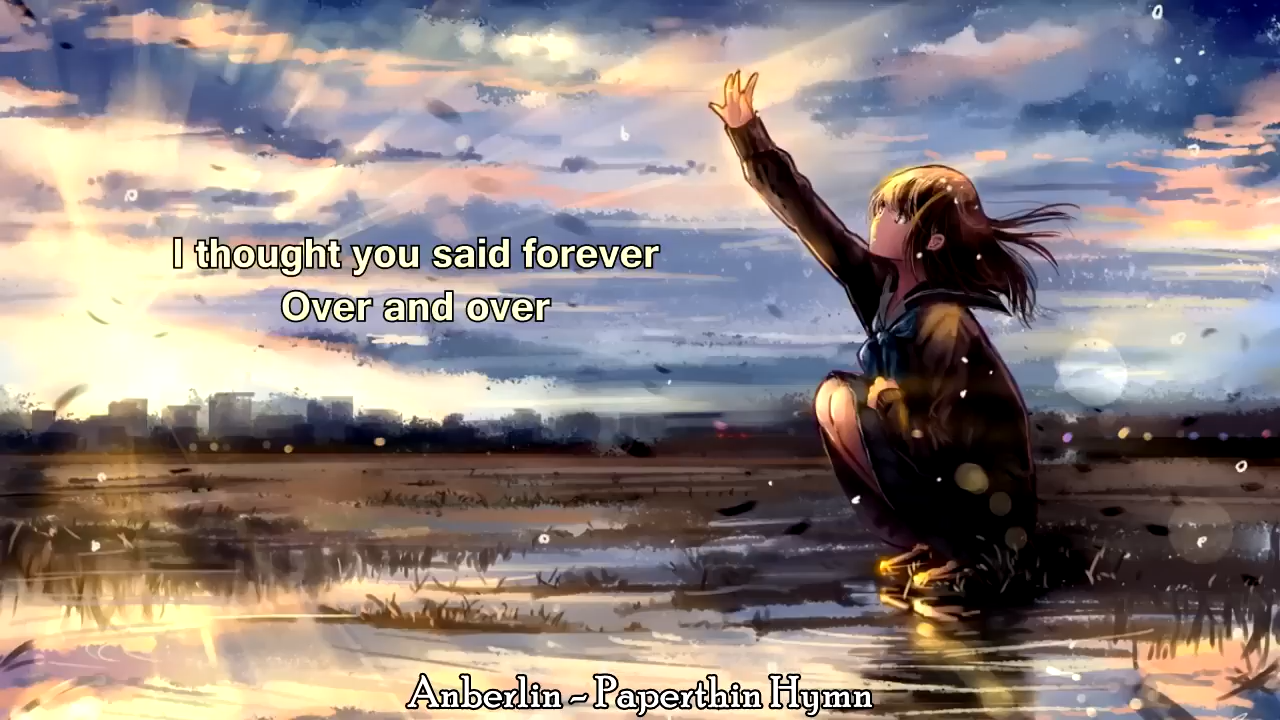 I thought you said forever
Over and over
Anberlin ~ Paperthin Hymn